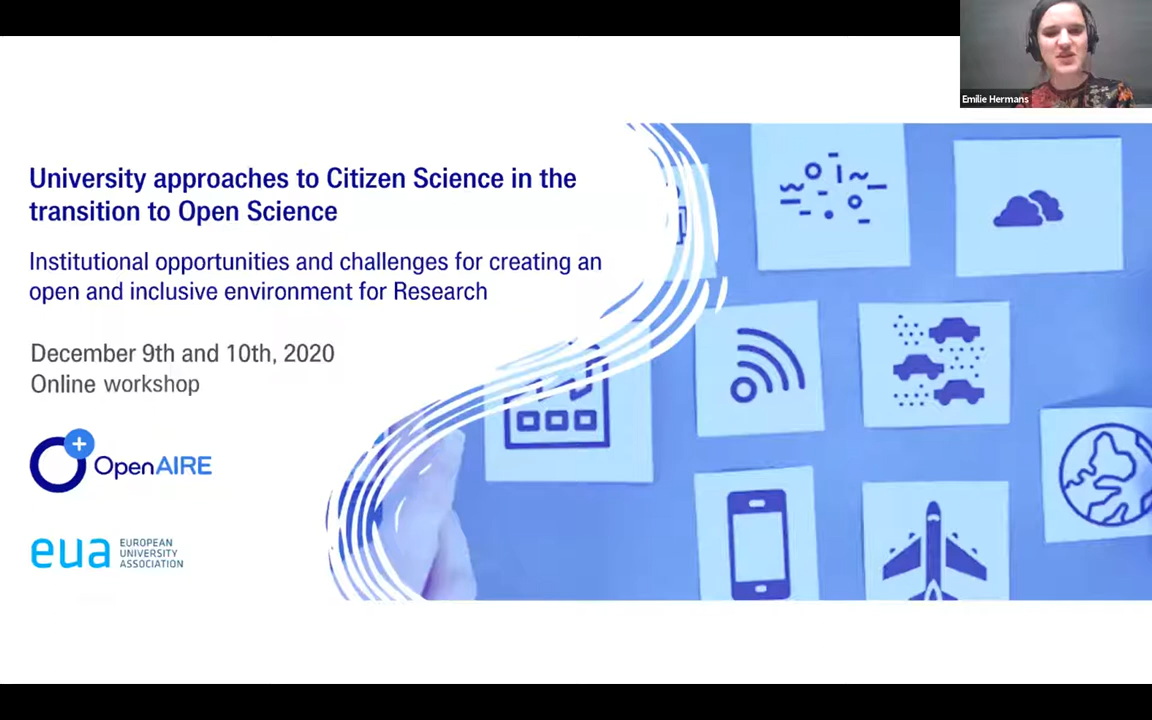 Emilie Hermans
University approaches to Citizen Science in the
transition to Open Science
Institutional opportunities and challenges for creating an
open and inclusive environment for Research
December 9th and 10th, 2020
Online workshop
OpenAIRE
eua
EUROPEAN
UNIVERSITY
ASSOCIATION